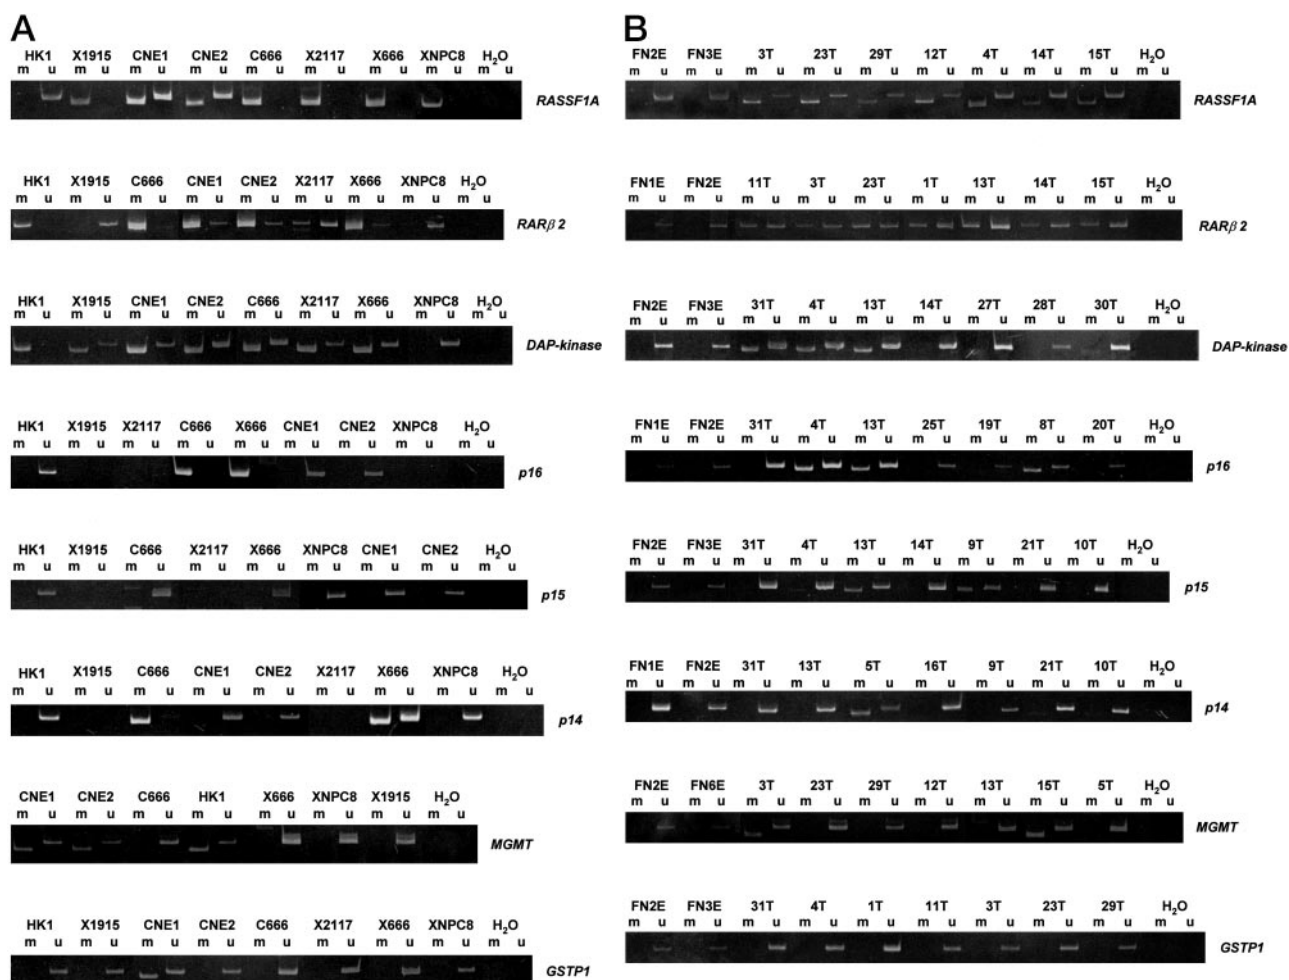 A
HK1 X1915 CNE1 CNE2 C666 X2117 X666 XNPC8 H2O
m u m u m u m u m u m u m u m u m u
RASSF1A
HK1 X1915 C666 CNE1 CNE2 X2117 X666 XNPC8 H2O
m u m u m u m u m u m u m u m u m u
RARβ 2
HK1 X1915 CNE1 CNE2 C666 X2117 X666 XNPC8 H2O
m u m u m u m u m u m u m u m u m u
DAP-kinase
HK1 X1915 X2117 C666 X666 CNE1 CNE2 XNPC8 H2O
m u m u m u m u m u m u m u m u m u
p16
HK1 X1915 C666 X2117 X666 XNPC8 CNE1 CNE2 H2O
m u m u m u m u m u m u m u m u m u
p15
HK1 X1915 C666 CNE1 CNE2 X2117 X666 XNPC8 H2O
m u m u m u m u m u m u m u m u m u
p14
CNE1 CNE2 C666 HK1 X666 XNPC8 X1915 H2O
m u m u m u m u m u m u m u m u
MGMT
HK1 X1915 CNE1 CNE2 C666 X2117 X666 XNPC8 H2O
m u m u m u m u m u m u m u m u m u
GSTP1
B
FN2E FN3E 3T 23T 29T 12T 4T 14T 15T H2O
m u m u m u m u m u m u m u m u m u m u
RASSF1A
FN1E FN2E 11T 3T 23T 1T 13T 14T 15T H2O
m u m u m u m u m u m u m u m u m u m u
RARβ 2
FN2E FN3E 31T 4T 13T 14T 27T 28T 30T H2O
m u m u m u m u m u m u m u m u m u m u
DAP-kinase
FN1E FN2E 31T 4T 13T 25T 19T 8T 20T H2O
m u m u m u m u m u m u m u m u m u m u
p16
FN2E FN3E 31T 4T 13T 14T 9T 21T 10T H2O
m u m u m u m u m u m u m u m u m u m u
p15
FN1E FN2E 31T 13T 5T 16T 9T 21T 10T H2O
m u m u m u m u m u m u m u m u m u m u
p14
FN2E FN6E 3T 23T 29T 12T 13T 15T 5T H2O
m u m u m u m u m u m u m u m u m u m u
MGMT
FN2E FN3E 31T 4T 1T 11T 3T 23T 29T H2O
m u m u m u m u m u m u m u m u m u m u
GSTP1